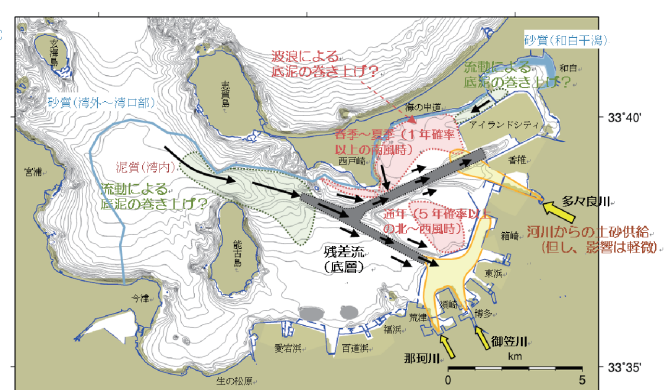 玄海島
志賀島
波浪による
底泥の巻き上げ?
砂質(和白干潟)
和白
流動による
底泥の巻き上げ?
海の中道
アイランドシティ
33°40'
砂質(湾外～湾口部)
春季～夏季(1年確率
以上の南風時)
西戸崎
香椎
宮浦
泥質(湾内)
流動による
底泥の巻き上げ?
多々良川
通年(5年確率以上
の北～西風時)
河川からの土砂供給
(但し、影響は軽微)
箱崎
能古島
残差流
(底層)
東浜
今津
須崎
博多
荒津
福浜
愛宕浜
百道浜
御笠川
那珂川
生の松原
33°35'
km
0
5